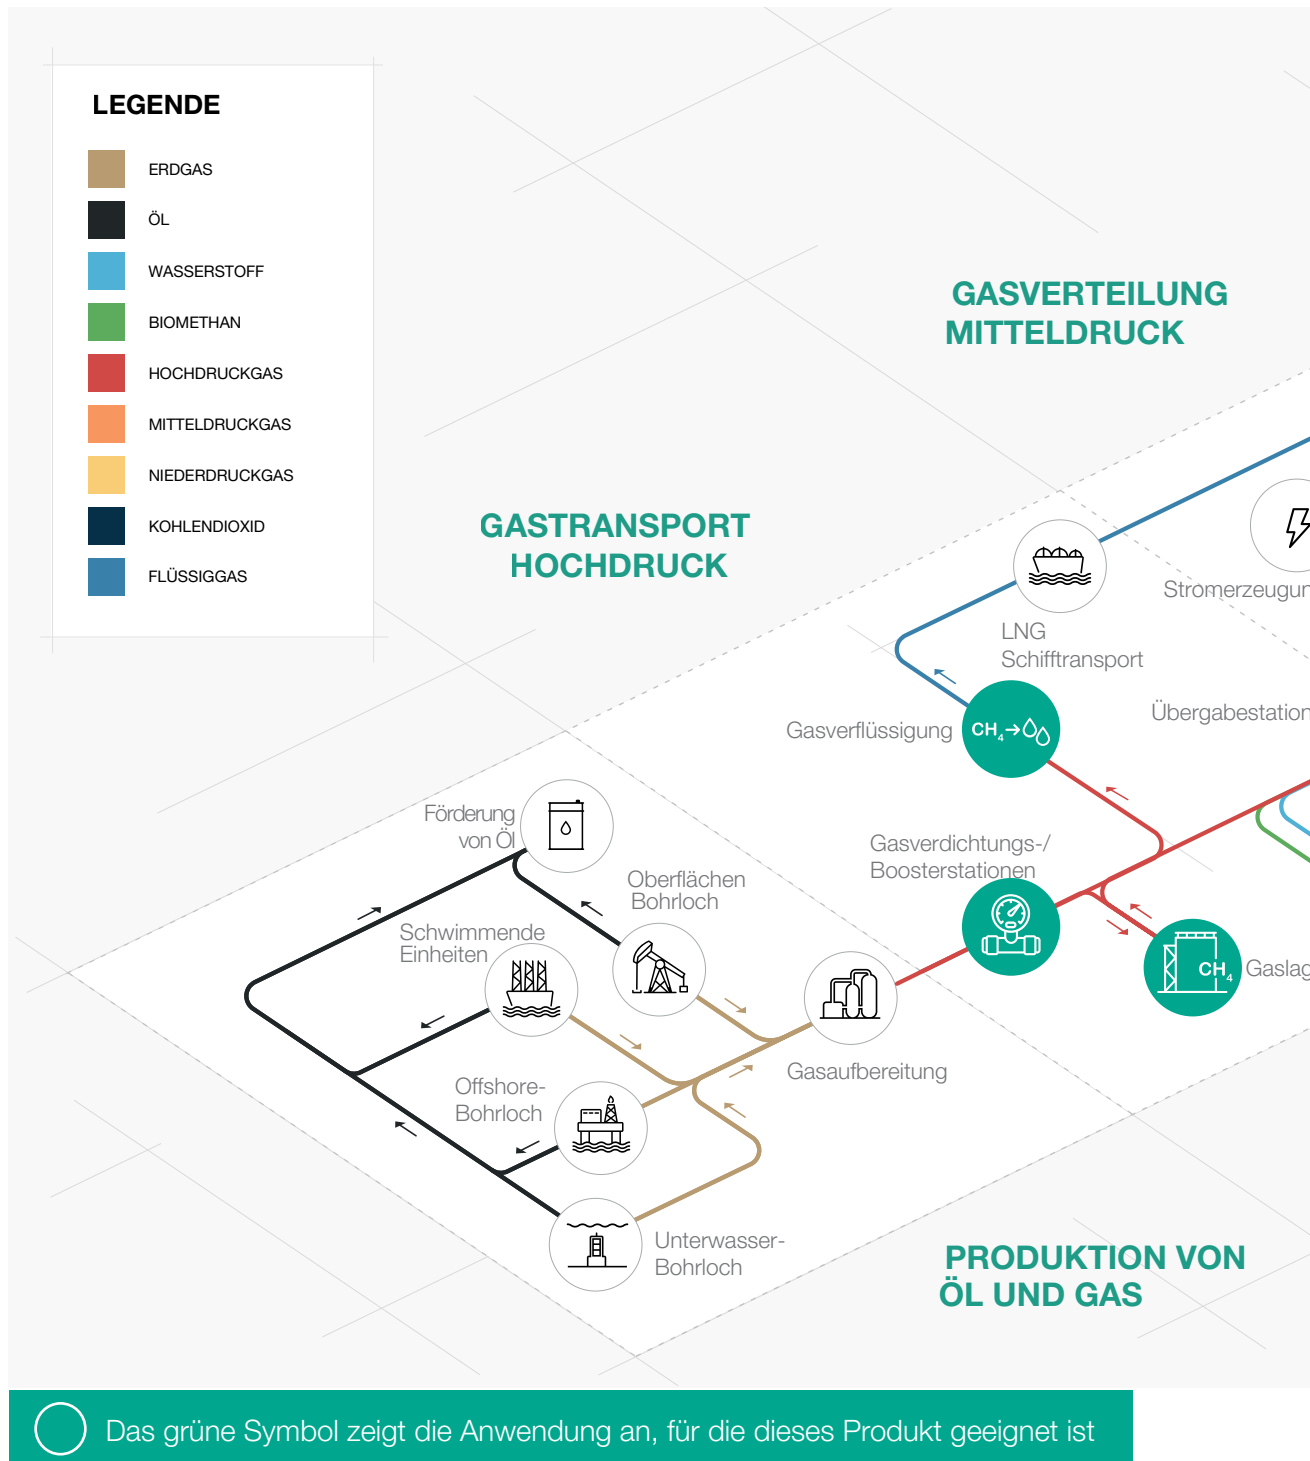 LEGENDE
ERDGAS
ÖL
WASSERSTOFF
BIOMETHAN
HOCHDRUCKGAS
MITTELDRUCKGAS
NIEDERDRUCKGAS
KOHLENDIOXID
FLÜSSIGGAS
GASVERTEILUNG
MITTELDRUCK
GASTRANSPORT
HOCHDRUCK
Stromerzeugun
LNG
Schifftransport
Übergabestation
Gasverflüssigung
CH4→
Förderung
von Öl
Gasverdichtungs-/
Boosterstationen
Oberflächen
Bohrloch
Schwimmende
Einheiten
CH4
Gaslag
Gasaufbereitung
Offshore-
Bohrloch
Unterwasser-
Bohrloch
PRODUKTION VON
ÖL UND GAS
Das grüne Symbol zeigt die Anwendung an, für die dieses Produkt geeignet ist